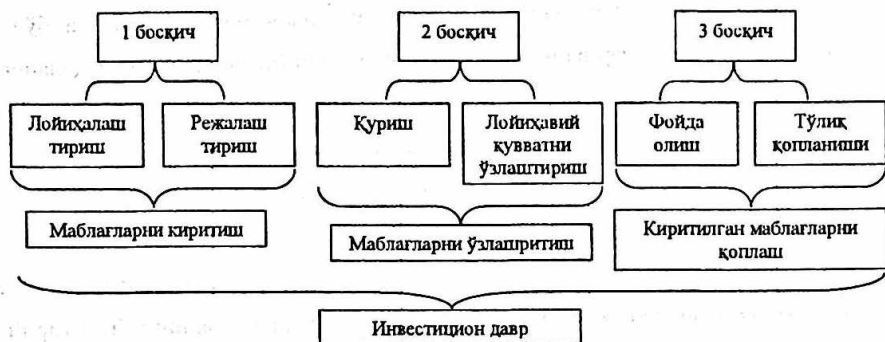 1 босқич
2 босқич
3 босқич
Лойиҳалаш
тириш
Режалаш
тириш
Қуриш
Лойиҳавий
қувватни
ўзлаштириш
Фойда
олиш
Тўлиқ
қопланиши
Маблағларни киритиш
Маблағларни ўзлашритиш
Киритилган маблағларни
қоплаш
Инвестицион давр